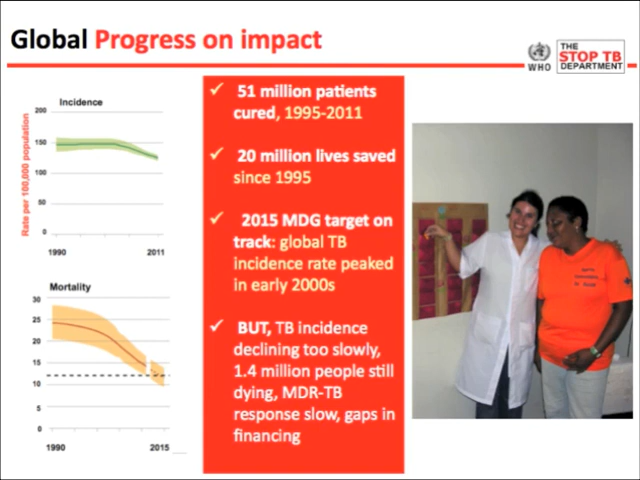 Global Progress on impact
WHO
THE
STOP TB
DEPARTMENT
Incidence
Rate per 100,000 population
200
150
100
50
0
1990
2011
Mortality
30
25
20
15
10
5
0
1990
2015
✓ 51 million patients
cured, 1995-2011
✓ 20 million lives saved
since 1995
✓ 2015 MDG target on
track: global TB
incidence rate peaked
in early 2000s
✓ BUT, TB incidence
declining too slowly,
1.4 million people still
dying, MDR-TB
response slow, gaps in
financing